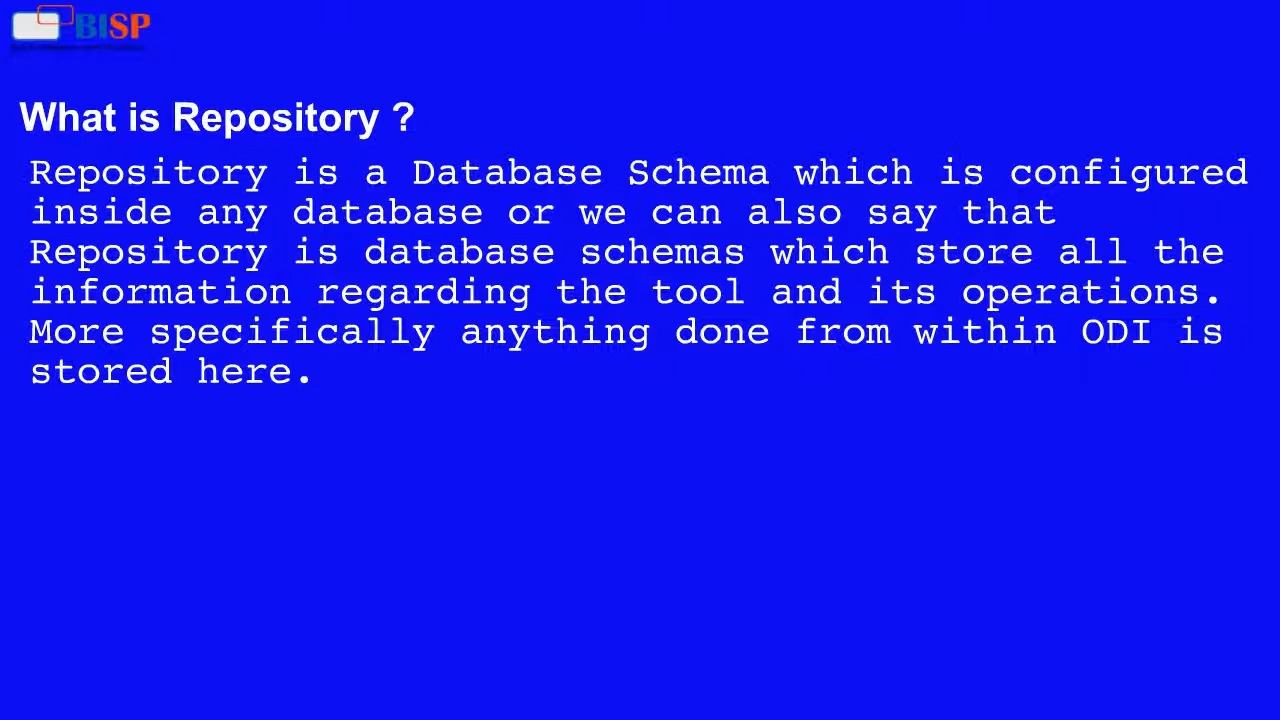 BISP
What is Repository ?
Repository is a Database Schema which is configured
inside any database or we can also say that
Repository is database schemas which store all the
information regarding the tool and its operations.
More specifically anything done from within ODI is
stored here.